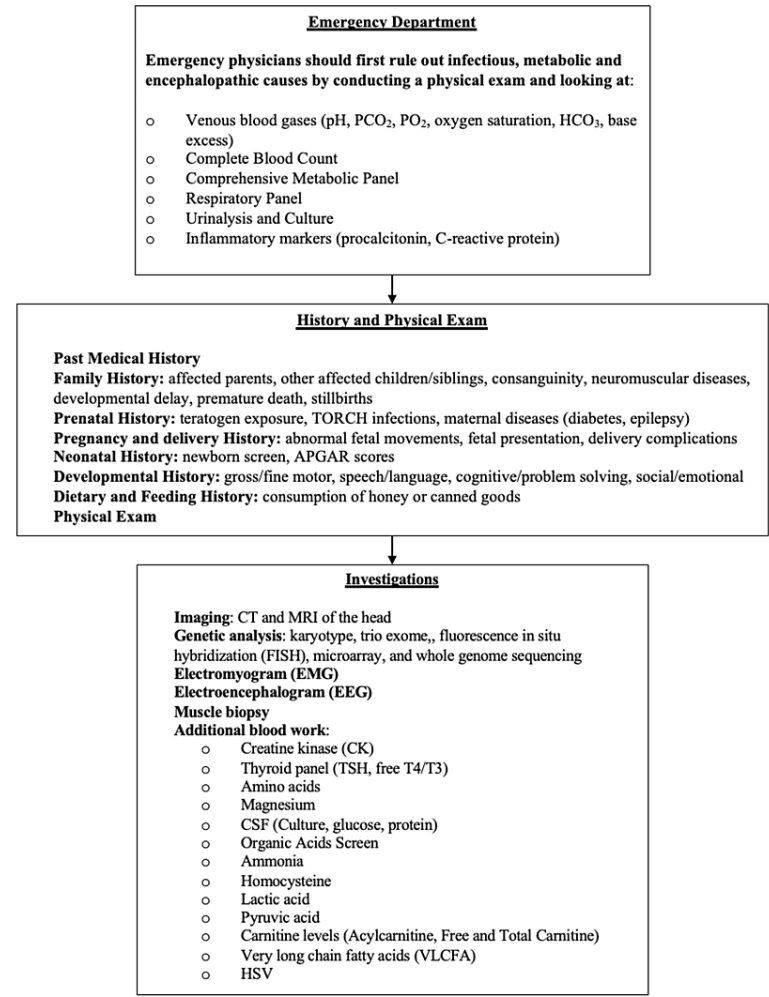 Emergency Department
Emergency physicians should first rule out infectious, metabolic and
encephalopathic causes by conducting a physical exam and looking at:
o Venous blood gases (pH, PCO₂, PO₂, oxygen saturation, HCO₃, base
excess)
o Complete Blood Count
o Comprehensive Metabolic Panel
o Respiratory Panel
o Urinalysis and Culture
o Inflammatory markers (procalcitonin, C-reactive protein)
History and Physical Exam
Past Medical History
Family History: affected parents, other affected children/siblings, consanguinity, neuromuscular diseases,
developmental delay, premature death, stillbirths
Prenatal History: teratogen exposure, TORCH infections, maternal diseases (diabetes, epilepsy)
Pregnancy and delivery History: abnormal fetal movements, fetal presentation, delivery complications
Neonatal History: newborn screen, APGAR scores
Developmental History: gross/fine motor, speech/language, cognitive/problem solving, social/emotional
Dietary and Feeding History: consumption of honey or canned goods
Physical Exam
Investigations
Imaging: CT and MRI of the head
Genetic analysis: karyotype, trio exome,, fluorescence in situ
hybridization (FISH), microarray, and whole genome sequencing
Electromyogram (EMG)
Electroencephalogram (EEG)
Muscle biopsy
Additional blood work:
o Creatine kinase (CK)
o Thyroid panel (TSH, free T4/T3)
o Amino acids
o Magnesium
o CSF (Culture, glucose, protein)
o Organic Acids Screen
o Ammonia
o Homocysteine
o Lactic acid
o Pyruvic acid
o Carnitine levels (Acylcarnitine, Free and Total Carnitine)
o Very long chain fatty acids (VLCFA)
o HSV